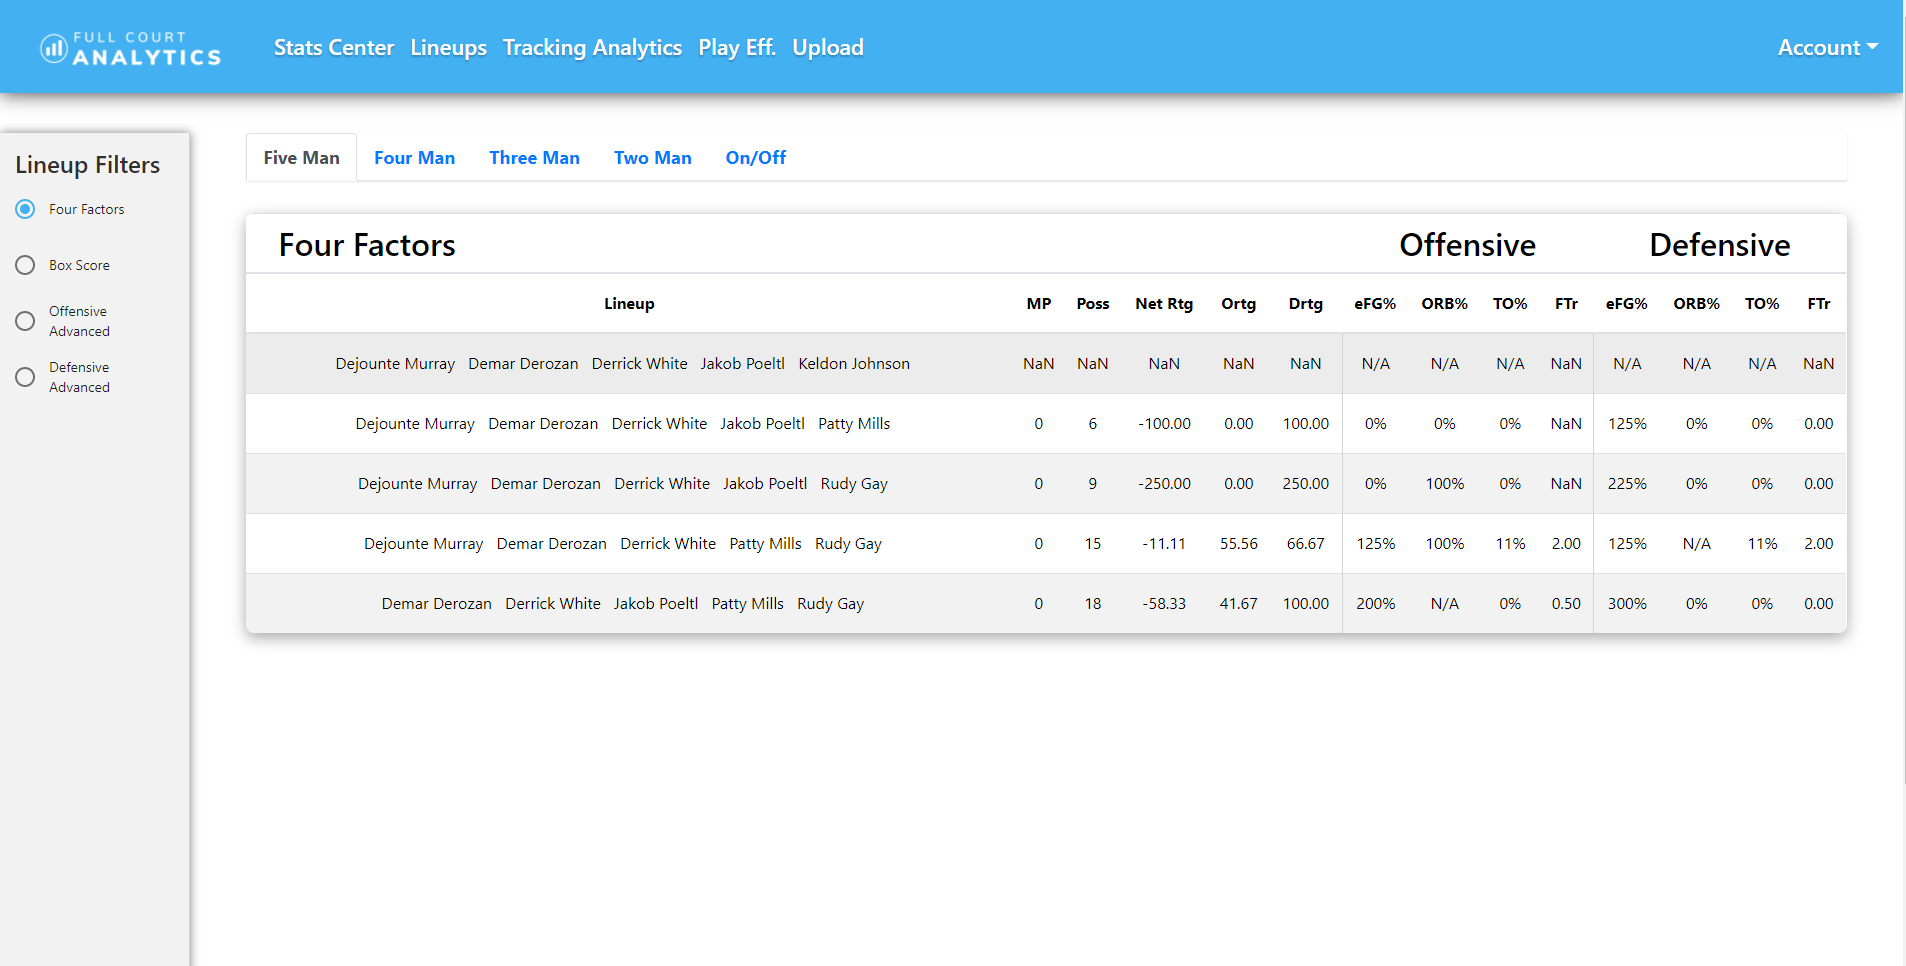 FULL COURT
ANALYTICS
Stats Center Lineups Tracking Analytics Play Eff. Upload Account
Lineup Filters
Four Factors
Box Score
Offensive
Advanced
Defensive
Advanced
Five Man Four Man Three Man Two Man On/Off
Four Factors Offensive Defensive
Lineup MP Poss Net Rtg Ortg Drtg eFG% ORB% TO% FTr eFG% ORB% TO% FTr
Dejounte Murray Demar Derozan Derrick White Jakob Poeltl Keldon Johnson NaN NaN NaN NaN NaN N/A N/A N/A NaN N/A N/A N/A NaN
Dejounte Murray Demar Derozan Derrick White Jakob Poeltl Patty Mills 0 6 -100.00 0.00 100.00 0% 0% 0% NaN 125% 0% 0% 0.00
Dejounte Murray Demar Derozan Derrick White Jakob Poeltl Rudy Gay 0 9 -250.00 0.00 250.00 0% 100% 0% NaN 225% 0% 0% 0.00
Dejounte Murray Demar Derozan Derrick White Patty Mills Rudy Gay 0 15 -11.11 55.56 66.67 125% 100% 11% 2.00 125% N/A 11% 2.00
Demar Derozan Derrick White Jakob Poeltl Patty Mills Rudy Gay 0 18 -58.33 41.67 100.00 200% N/A 0% 0.50 300% 0% 0% 0.00